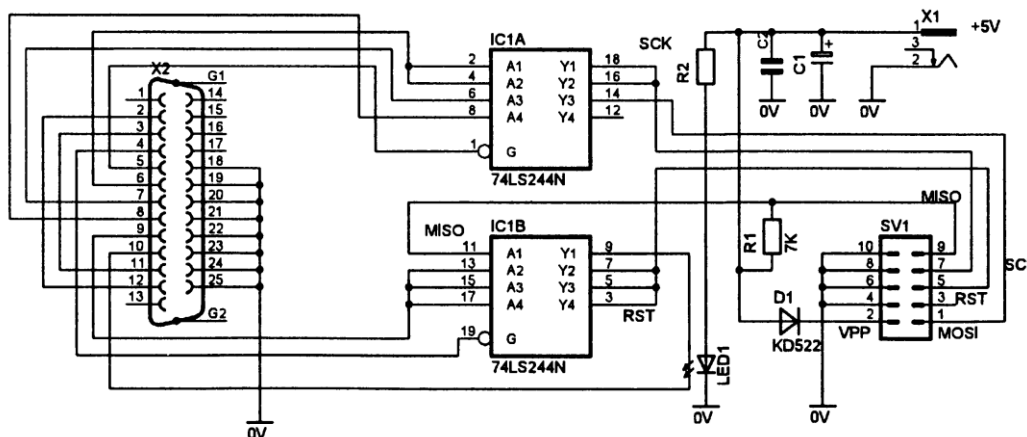 X2
G1
1
2
3
4
5
6
7
8
9
10
11
12
13
14
15
16
17
18
19
20
21
22
23
24
25
G2
0V
IC1A
2 A1 Y1 18
4 A2 Y2 16
6 A3 Y3 14
8 A4 Y4 12
1 G
74LS244N
SCK
R2
C2
C1
+
0V
0V
0V
1 X1
3
2
+5V
MISO
IC1B
11 A1 Y1 9
13 A2 Y2 7
15 A3 Y3 5
17 A4 Y4 3
19 G
RST
74LS244N
LED1
0V
R1
7K
D1
KD522
VPP
MISO
SV1
10 9
8 7
6 5
4 3
2 1
SC
RST
MOSI
0V